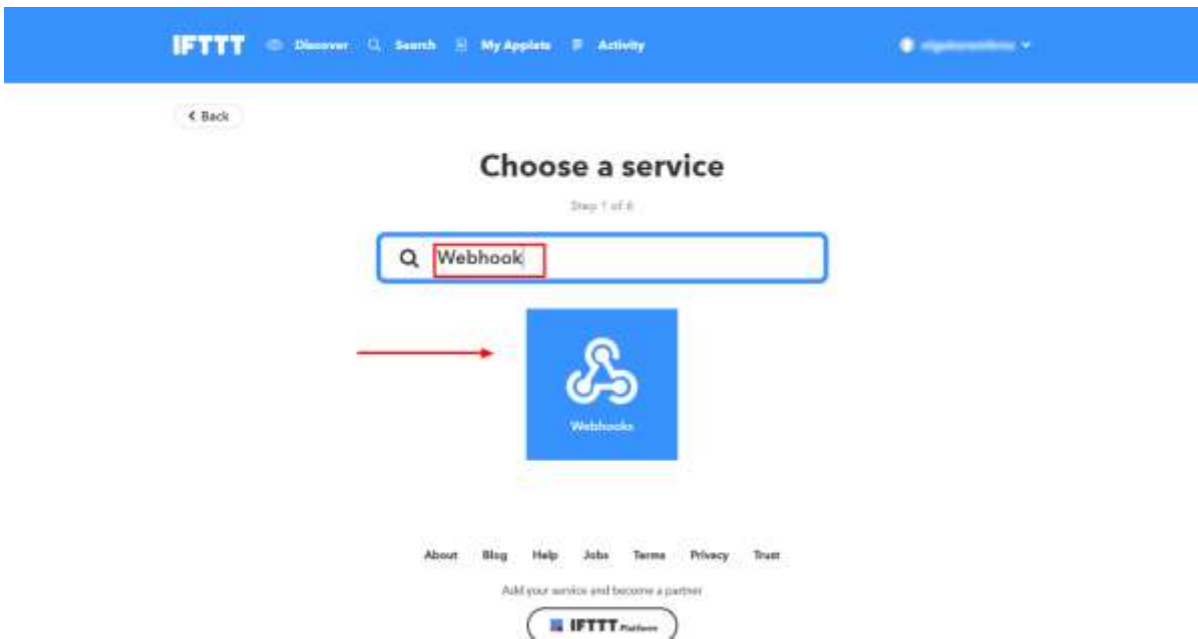 IFTTT Discover Search My Applets Activity
Back
Choose a service
Step 1 of 6
Webhook
Webhooks
About Blog Help Jobs Terms Privacy Trust
Add your service and become a partner
IFTTT Platform